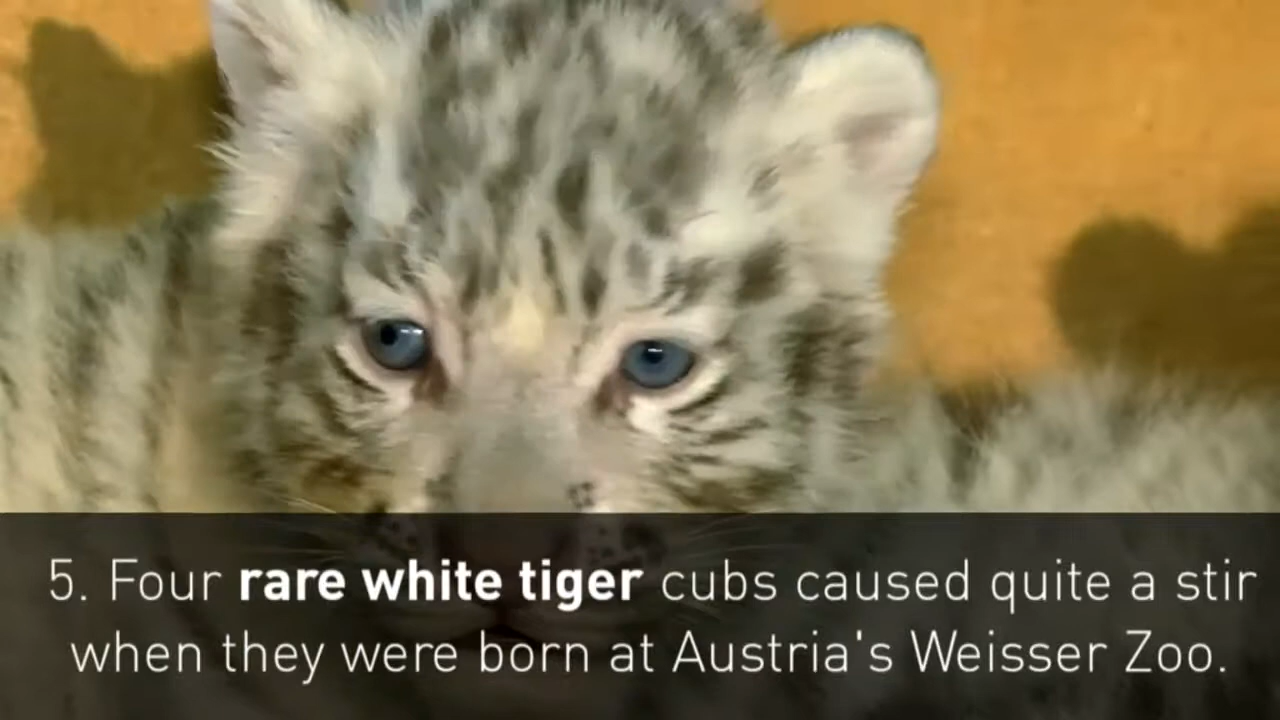 5. Four rare white tiger cubs caused quite a stir
when they were born at Austria's Weisser Zoo.